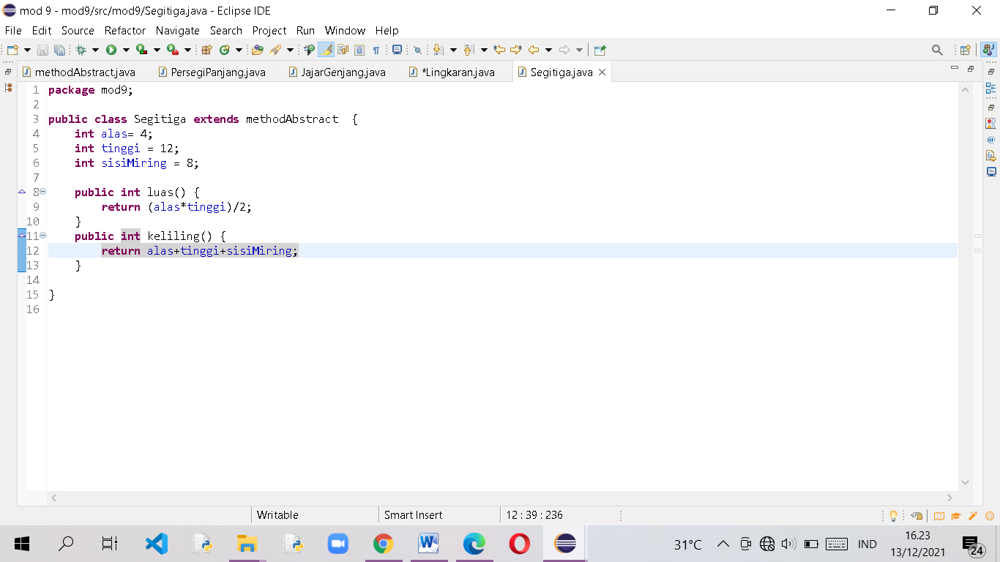 mod 9 - mod9/src/mod9/Segitiga.java - Eclipse IDE
File Edit Source Refactor Navigate Search Project Run Window Help
methodAbstract.java PersegiPanjang.java JajarGenjang.java *Lingkaran.java Segitiga.java
1 package mod9;
2
3 public class Segitiga extends methodAbstract  {
4     int alas= 4;
5     int tinggi = 12;
6     int sisiMiring = 8;
7
8     public int luas() {
9         return (alas*tinggi)/2;
10     }
11     public int keliling() {
12         return alas+tinggi+sisiMiring;
13     }
14
15 }
16
Writable Smart Insert 12 : 39 : 236
31°C IND 16.23
13/12/2021 24